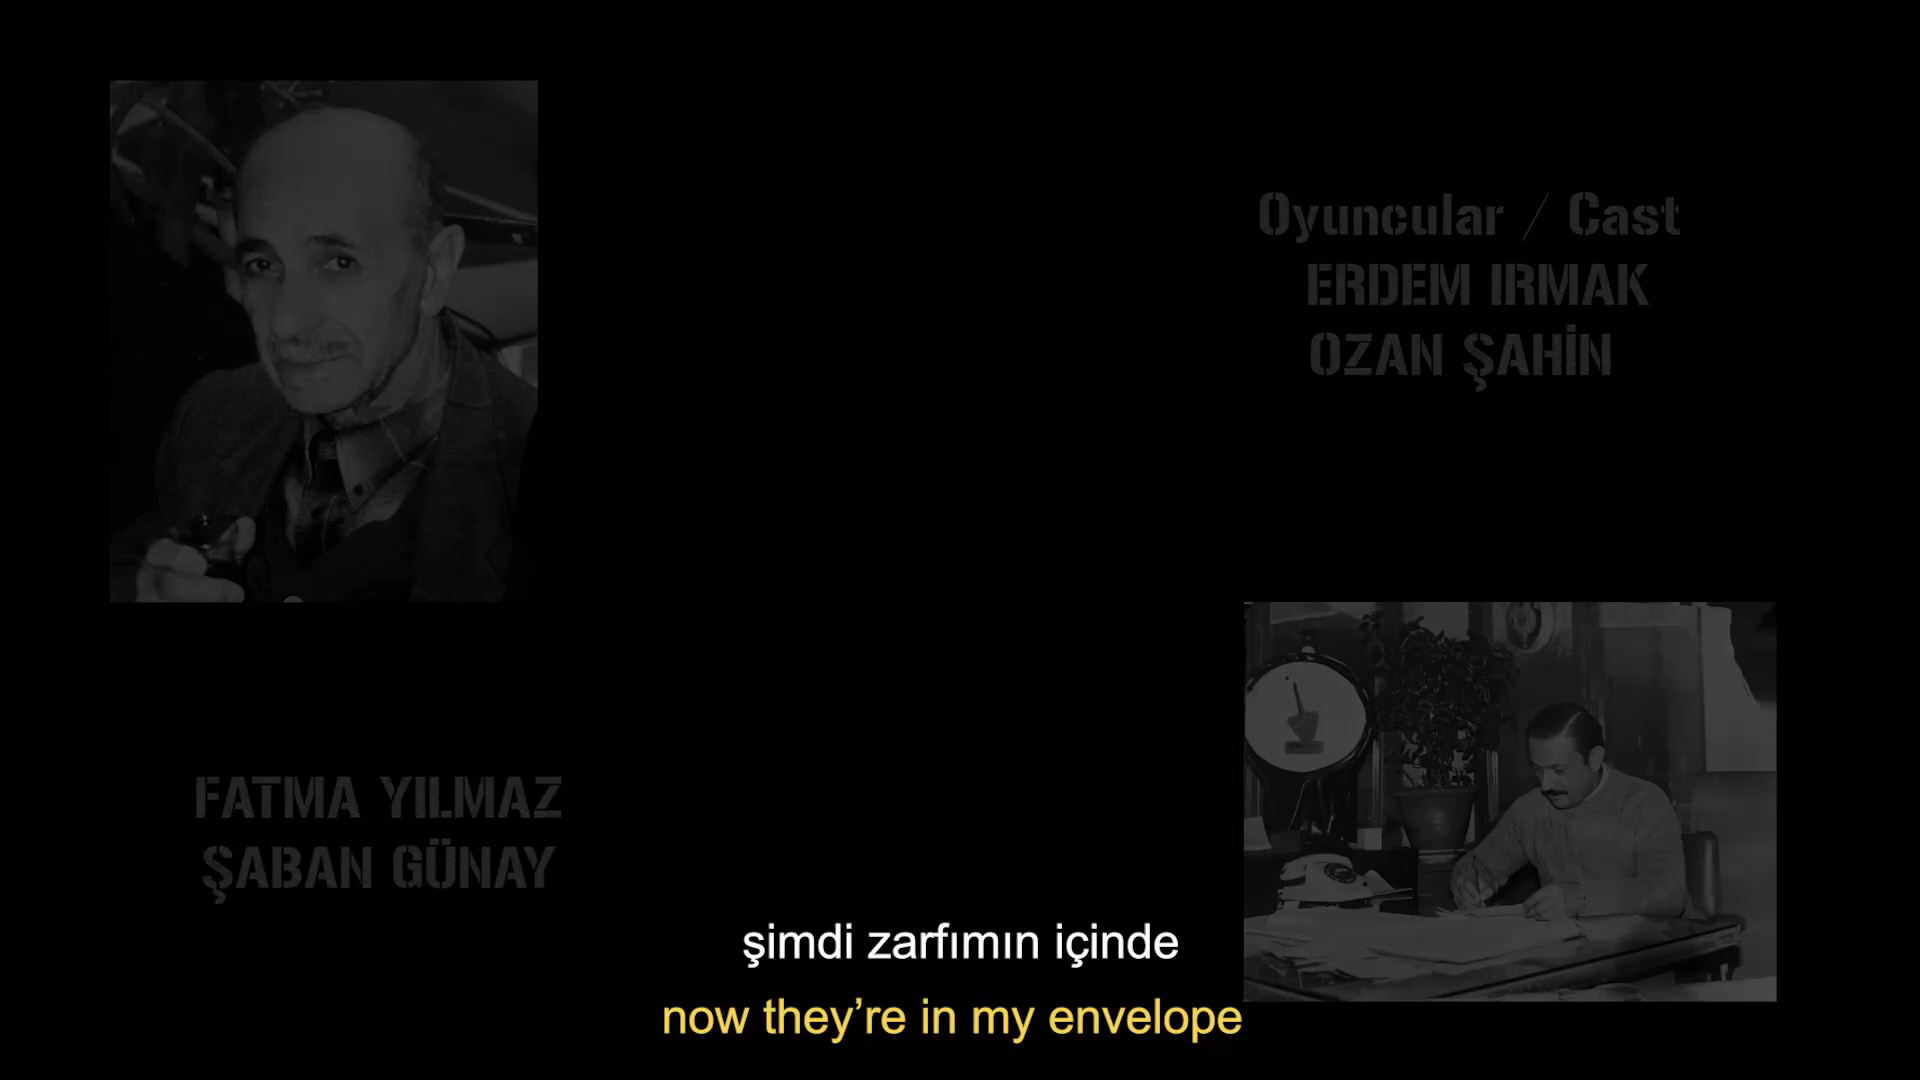 Oyuncular / Cast
ERDEM IRMAK
OZAN ŞAHİN
FATMA YILMAZ
ŞABAN GÜNAY
şimdi zarfımın içinde
now they’re in my envelope